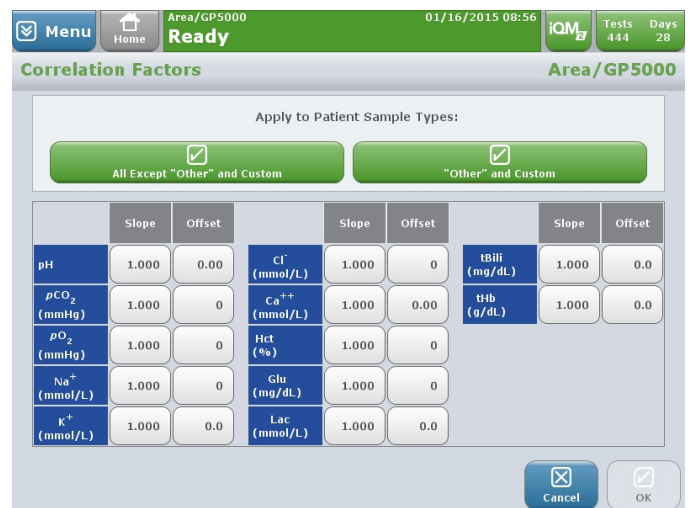 Menu
Home
Area/GP5000
Ready
01/16/2015 08:56
iQM2
Tests Days
444 28
Correlation Factors Area/GP5000
Apply to Patient Sample Types:
All Except "Other" and Custom
"Other" and Custom
Slope Offset Slope Offset Slope Offset
pH 1.000 0.00 Cl⁻ (mmol/L) 1.000 0 tBili (mg/dL) 1.000 0.0
pCO₂ (mmHg) 1.000 0 Ca⁺⁺ (mmol/L) 1.000 0.00 tHb (g/dL) 1.000 0.0
pO₂ (mmHg) 1.000 0 Hct (%) 1.000 0
Na⁺ (mmol/L) 1.000 0 Glu (mg/dL) 1.000 0
K⁺ (mmol/L) 1.000 0.0 Lac (mmol/L) 1.000 0.0
Cancel OK